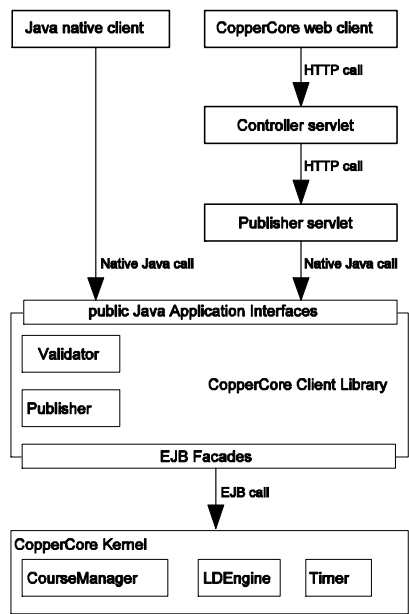 Java native client
CopperCore web client
HTTP call
Controller servlet
HTTP call
Publisher servlet
Native Java call
Native Java call
public Java Application Interfaces
Validator
CopperCore Client Library
Publisher
EJB Facades
EJB call
CopperCore Kernel
CourseManager
LDEngine
Timer